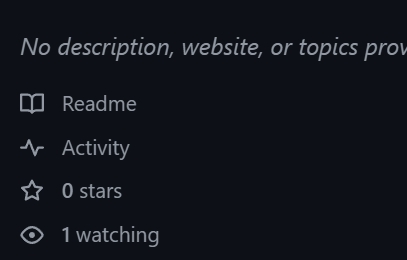 No description, website, or topics prov
Readme
Activity
0 stars
1 watching